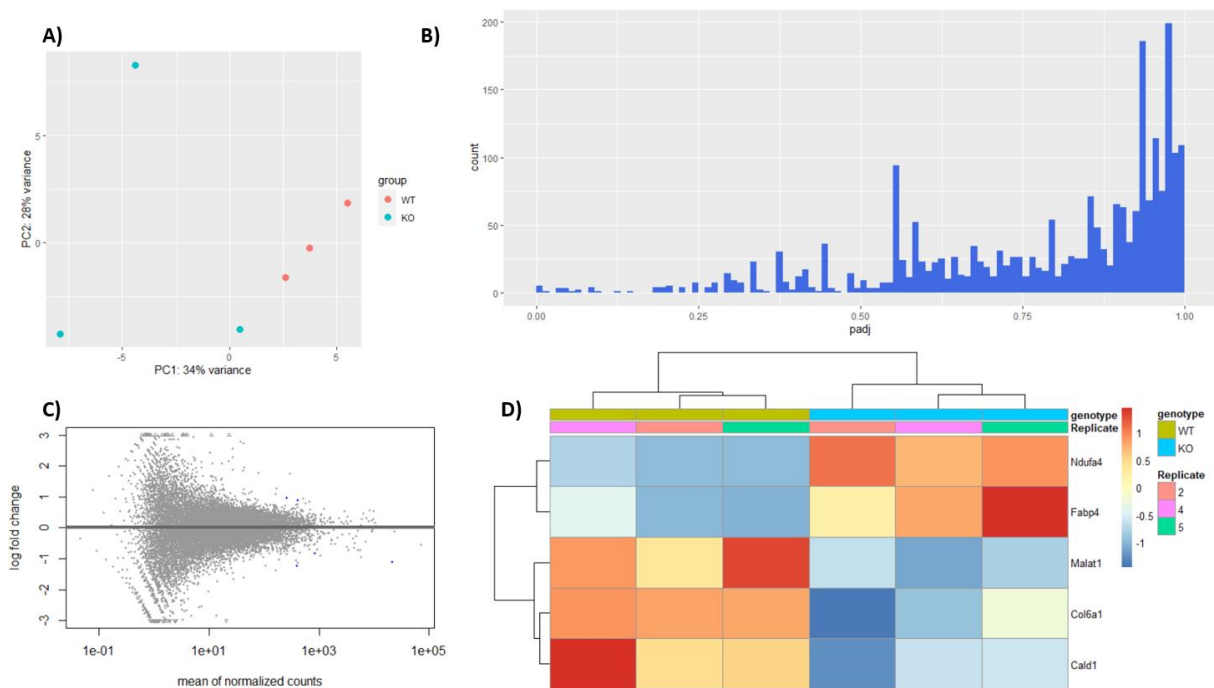 A)
5
0
-5
0
5
PC2: 28% variance
PC1: 34% variance
group
WT
KO
B)
200
150
100
50
0
count
0.00
0.25
0.50
0.75
1.00
padj
C)
3
2
1
0
-1
-2
-3
log fold change
1e-01
1e+01
1e+03
1e+05
mean of normalized counts
D)
genotype
Replicate
Ndufa4
Fabp4
Malat1
Col6a1
Cald1
1
0.5
0
-0.5
-1
genotype
WT
KO
Replicate
2
4
5